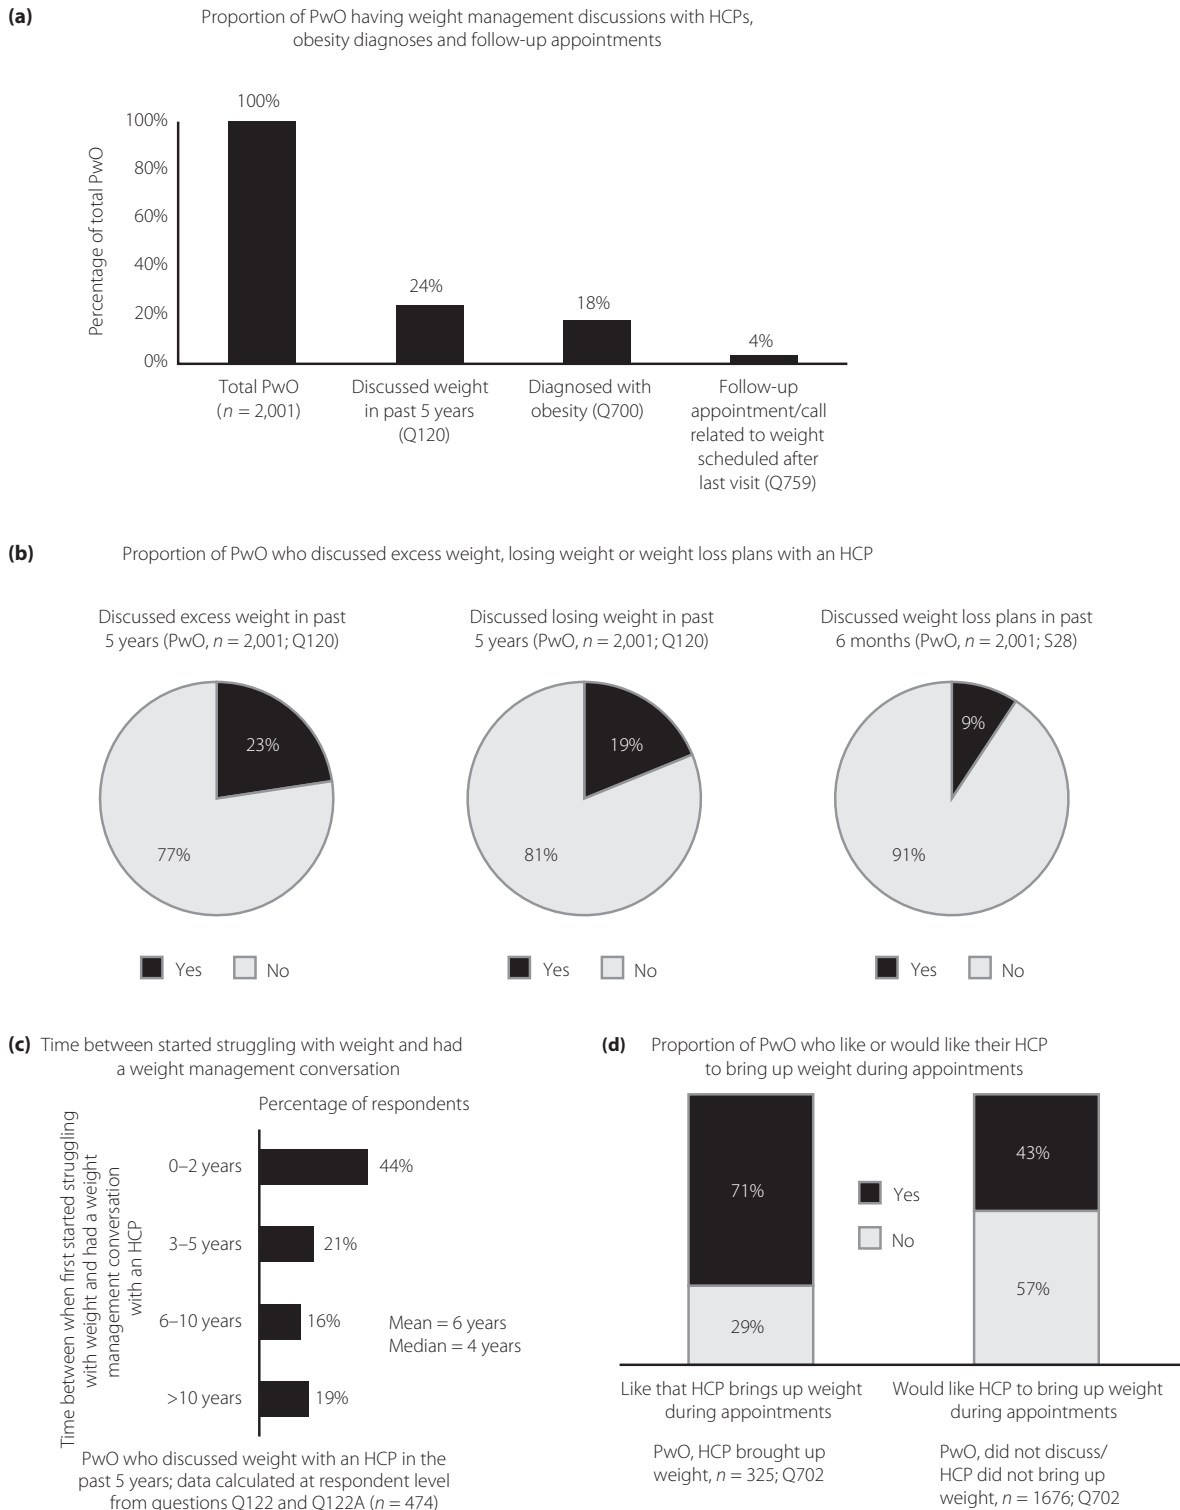 (a)
Proportion of PwO having weight management discussions with HCPs,
obesity diagnoses and follow-up appointments
Percentage of total PwO
100%
80%
60%
40%
20%
0%
100%
24%
18%
4%
Total PwO
(n = 2,001)
Discussed weight
in past 5 years
(Q120)
Diagnosed with
obesity (Q700)
Follow-up
appointment/call
related to weight
scheduled after
last visit (Q759)
(b)
Proportion of PwO who discussed excess weight, losing weight or weight loss plans with an HCP
Discussed excess weight in past
5 years (PwO, n = 2,001; Q120)
23%
77%
Yes
No
Discussed losing weight in past
5 years (PwO, n = 2,001; Q120)
19%
81%
Yes
No
Discussed weight loss plans in past
6 months (PwO, n = 2,001; S28)
9%
91%
Yes
No
(c)
Time between started struggling with weight and had
a weight management conversation
Percentage of respondents
Time between when first started struggling
with weight and had a weight
management conversation
with an HCP
0–2 years
44%
3–5 years
21%
6–10 years
16%
>10 years
19%
Mean = 6 years
Median = 4 years
PwO who discussed weight with an HCP in the
past 5 years; data calculated at respondent level
from questions Q122 and Q122A (n = 474)
(d)
Proportion of PwO who like or would like their HCP
to bring up weight during appointments
71%
29%
Yes
No
43%
57%
Like that HCP brings up weight
during appointments
PwO, HCP brought up
weight, n = 325; Q702
Would like HCP to bring up weight
during appointments
PwO, did not discuss/
HCP did not bring up
weight, n = 1676; Q702